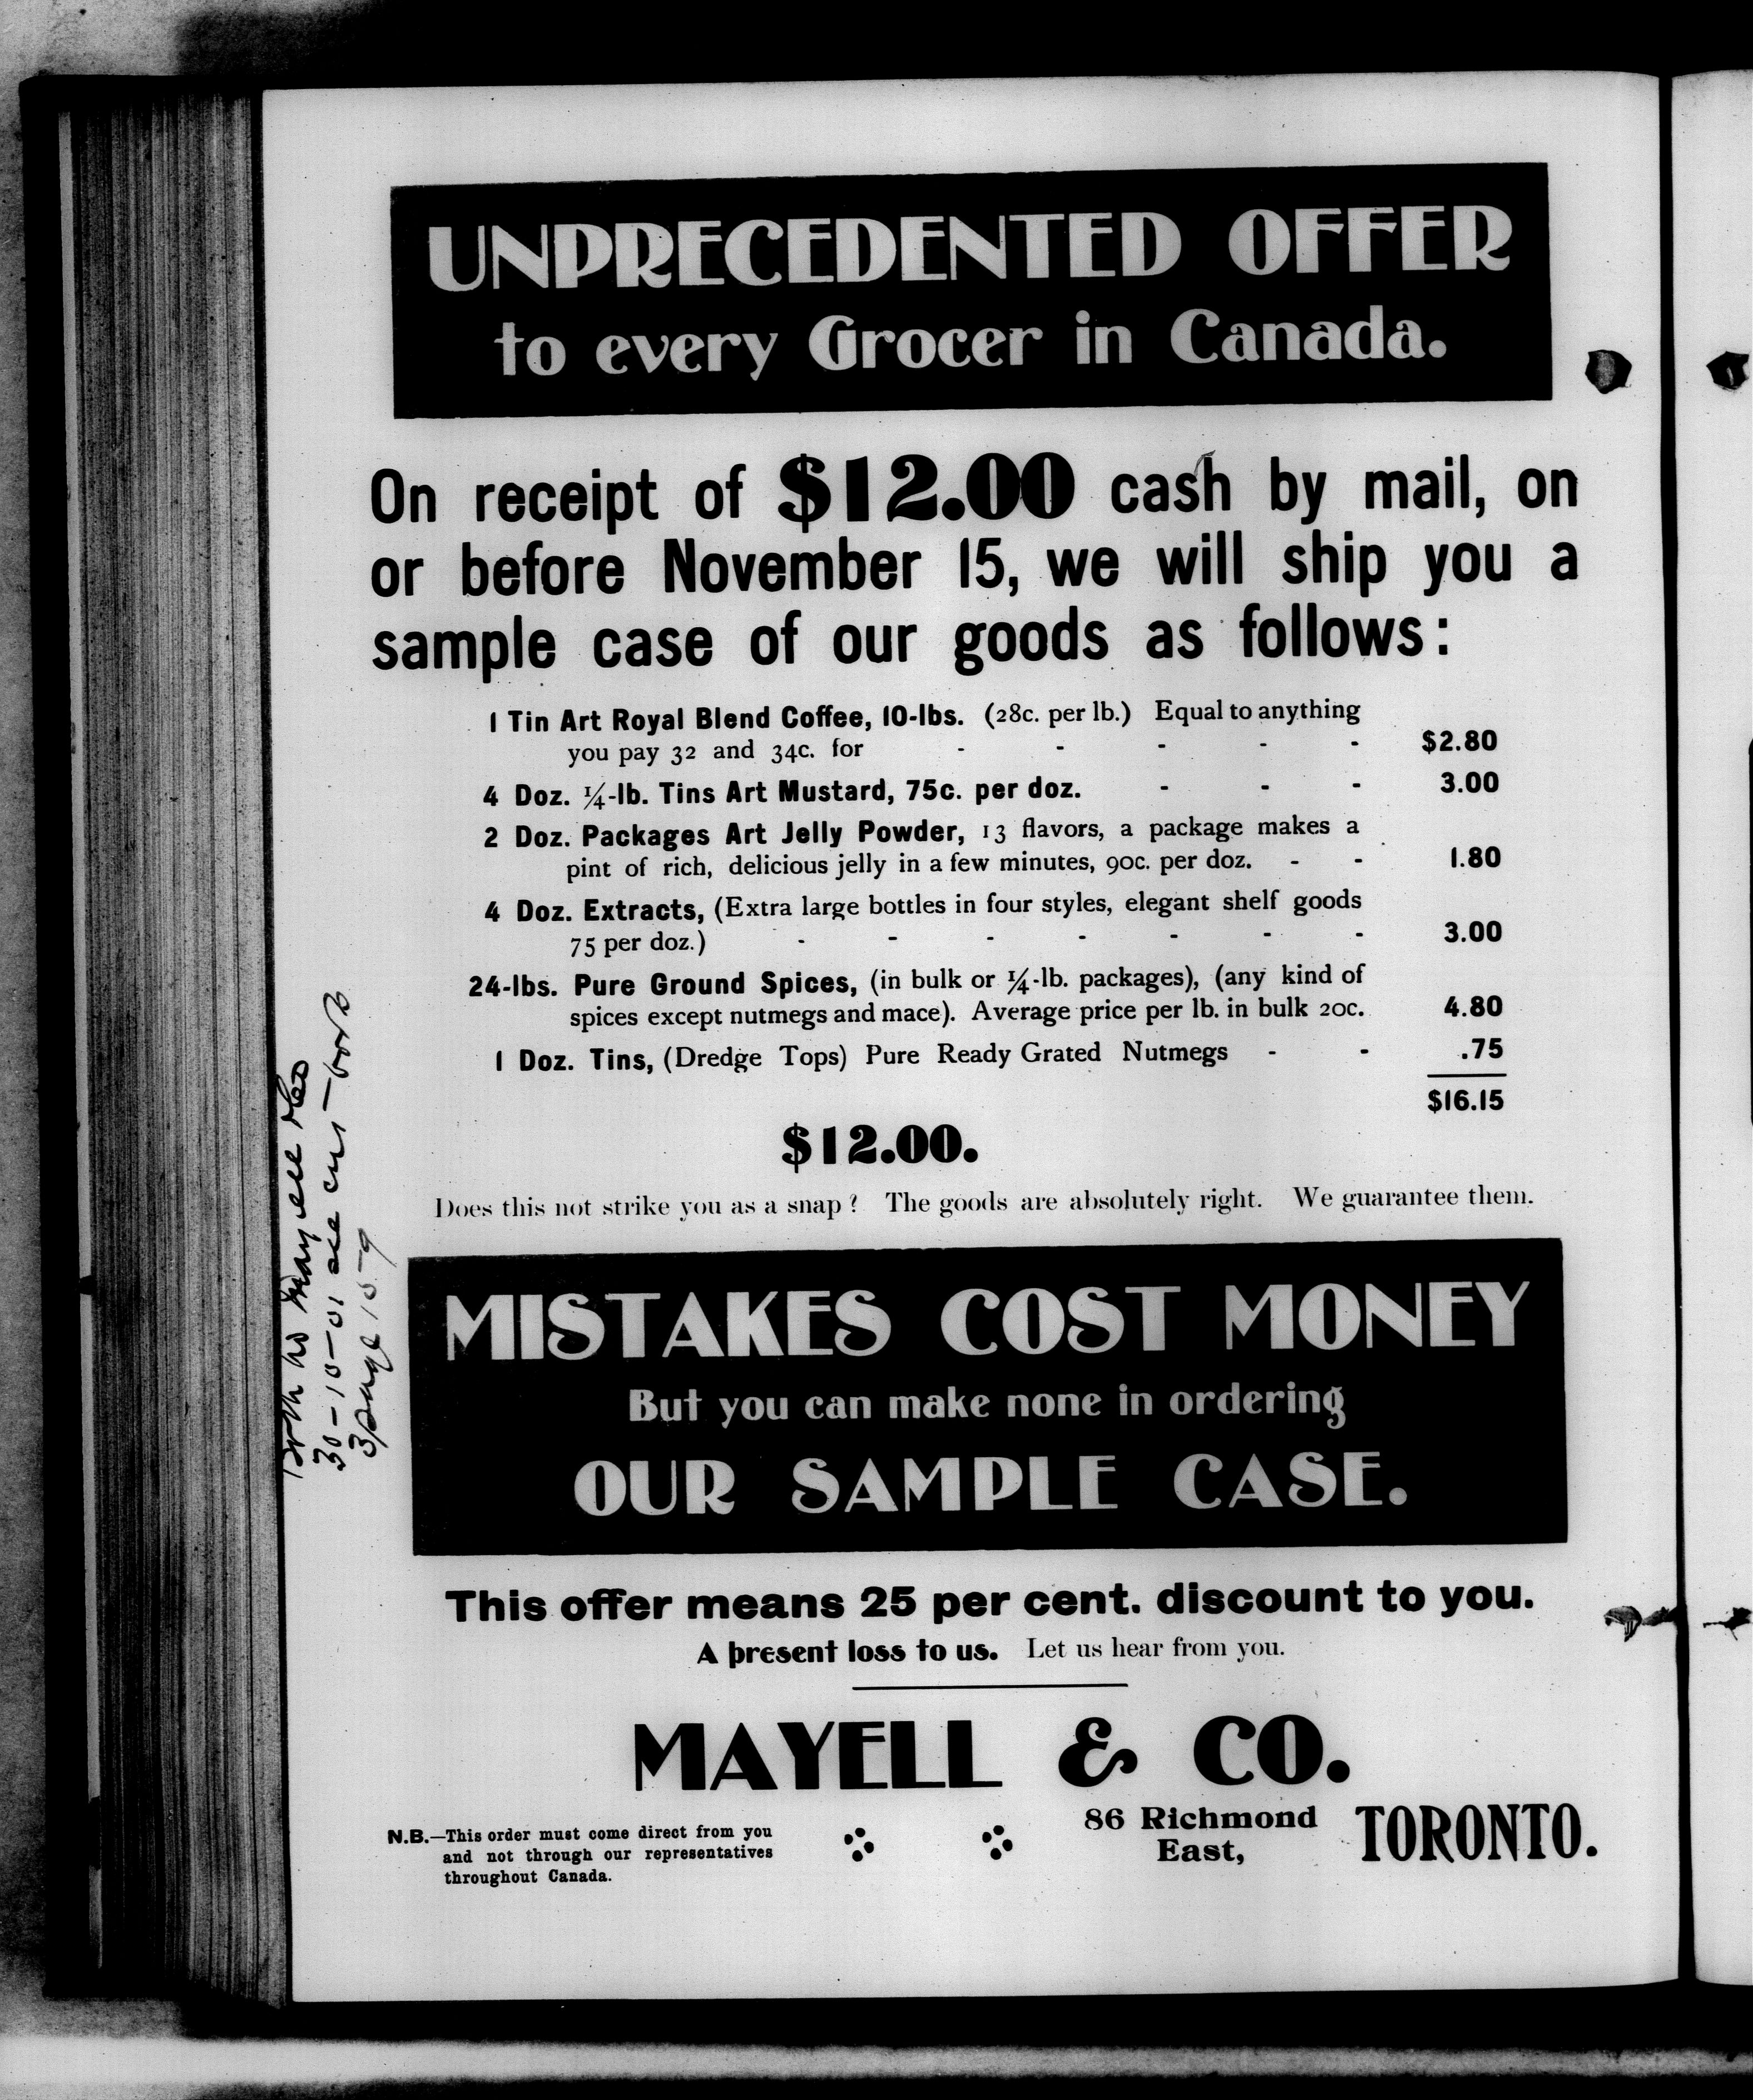 UNPRECEDENTED OFFER
to every Grocer in Canada.
On receipt of $12.00 cash by mail, on
or before November 15, we will ship you a
sample case of our goods as follows:
1 Tin Art Royal Blend Coffee, 10-lbs. (28c. per lb.) Equal to anything
you pay 32 and 34c. for - - - - - $2.80
4 Doz. ¼-lb. Tins Art Mustard, 75c. per doz. - - - 3.00
2 Doz. Packages Art Jelly Powder, 13 flavors, a package makes a
pint of rich, delicious jelly in a few minutes, 90c. per doz. - - 1.80
4 Doz. Extracts, (Extra large bottles in four styles, elegant shelf goods
75 per doz.) - - - - - - - 3.00
24-lbs. Pure Ground Spices, (in bulk or ¼-lb. packages), (any kind of
spices except nutmegs and mace). Average price per lb. in bulk 20c. 4.80
1 Doz. Tins, (Dredge Tops) Pure Ready Grated Nutmegs - - .75
$16.15
$12.00.
Does this not strike you as a snap? The goods are absolutely right. We guarantee them.
MISTAKES COST MONEY
But you can make none in ordering
OUR SAMPLE CASE.
This offer means 25 per cent. discount to you.
A present loss to us. Let us hear from you.
MAYELL & CO.
N.B.—This order must come direct from you
and not through our representatives
throughout Canada.
86 Richmond
East,
TORONTO.
Mayell
30-10-01